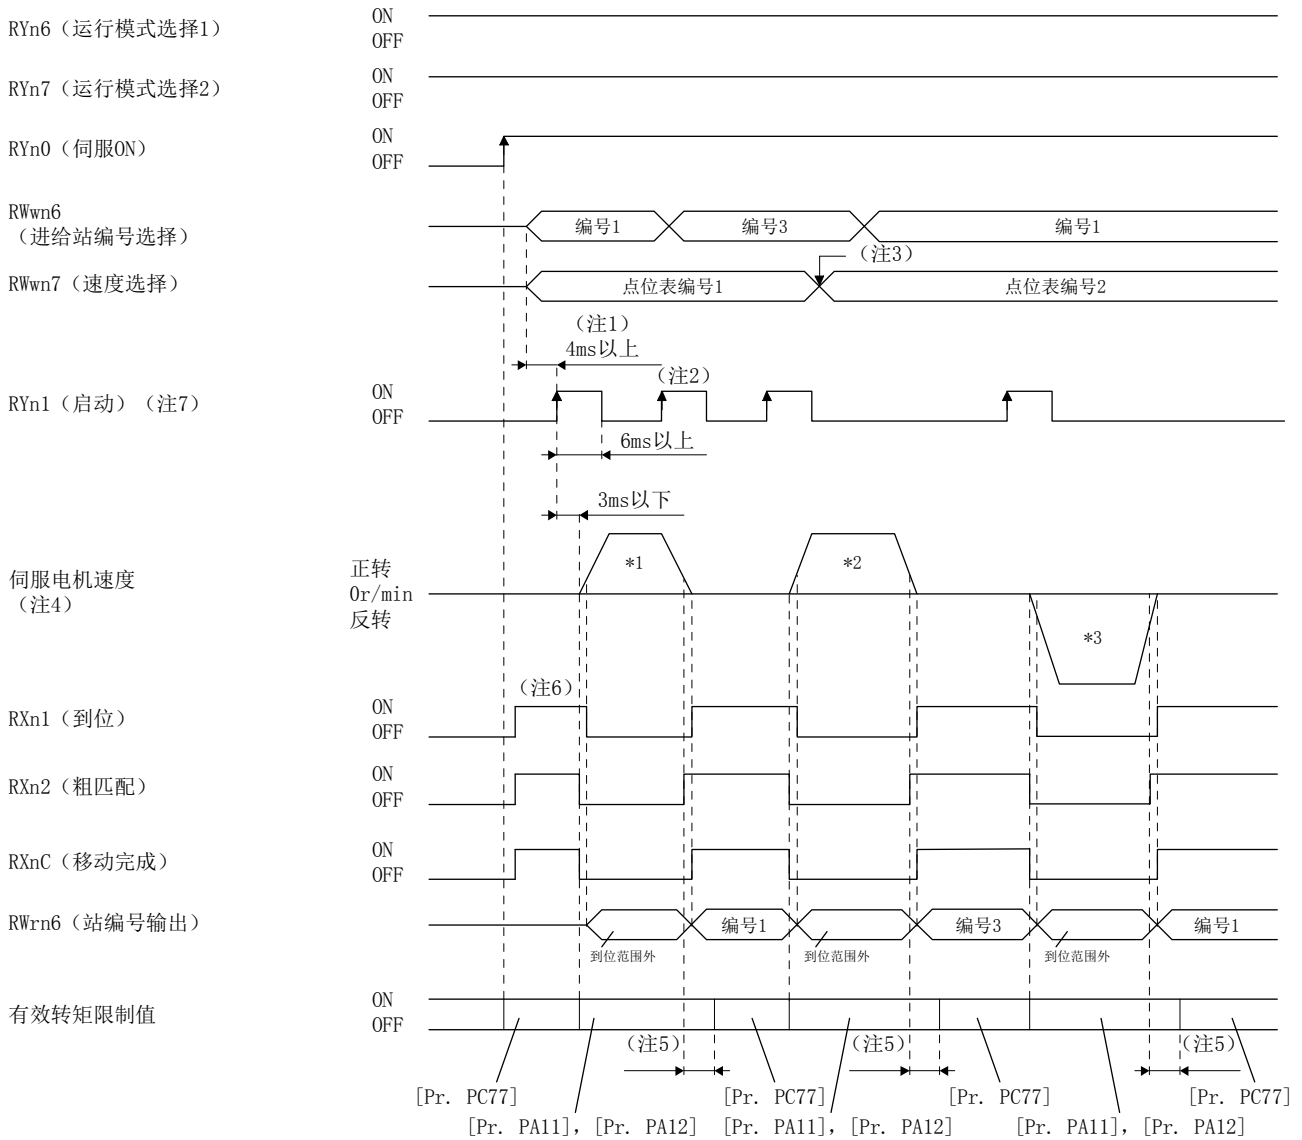 RYn6（运行模式选择1）
ON
OFF
RYn7（运行模式选择2）
ON
OFF
RYn0（伺服ON）
ON
OFF
RWwn6
（进给站编号选择）
编号1
编号3
编号1
（注3）
RWwn7（速度选择）
点位表编号1
点位表编号2
（注1）
4ms以上
（注2）
RYn1（启动）（注7）
ON
OFF
6ms以上
3ms以下
伺服电机速度
（注4）
正转
0r/min
反转
*1
*2
*3
（注6）
RXn1（到位）
ON
OFF
RXn2（粗匹配）
ON
OFF
RXnC（移动完成）
ON
OFF
RWrn6（站编号输出）
编号1
编号3
编号1
到位范围外
到位范围外
到位范围外
有效转矩限制值
ON
OFF
（注5）
（注5）
（注5）
[Pr. PC77]
[Pr. PC77]
[Pr. PC77]
[Pr. PC77]
[Pr. PA11], [Pr. PA12]
[Pr. PA11], [Pr. PA12]
[Pr. PA11], [Pr. PA12]